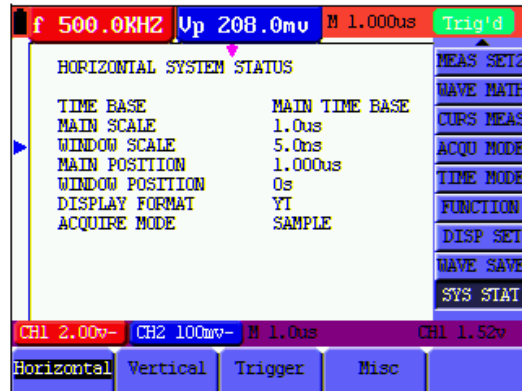 f 500.0KHZ Vp 208.0mv M 1.000us Trig'd
HORIZONTAL SYSTEM STATUS
TIME BASE MAIN TIME BASE
MAIN SCALE 1.0us
WINDOW SCALE 5.0ns
MAIN POSITION 1.000us
WINDOW POSITION 0s
DISPLAY FORMAT YT
ACQUIRE MODE SAMPLE
MEAS SET2
WAVE MATH
CURS MEAS
ACQU MODE
TIME MODE
FUNCTION
DISP SET
WAVE SAVE
SYS STAT
CH1 2.00v- CH2 100mv- M 1.0us CH1 1.52v
Horizontal Vertical Trigger Misc